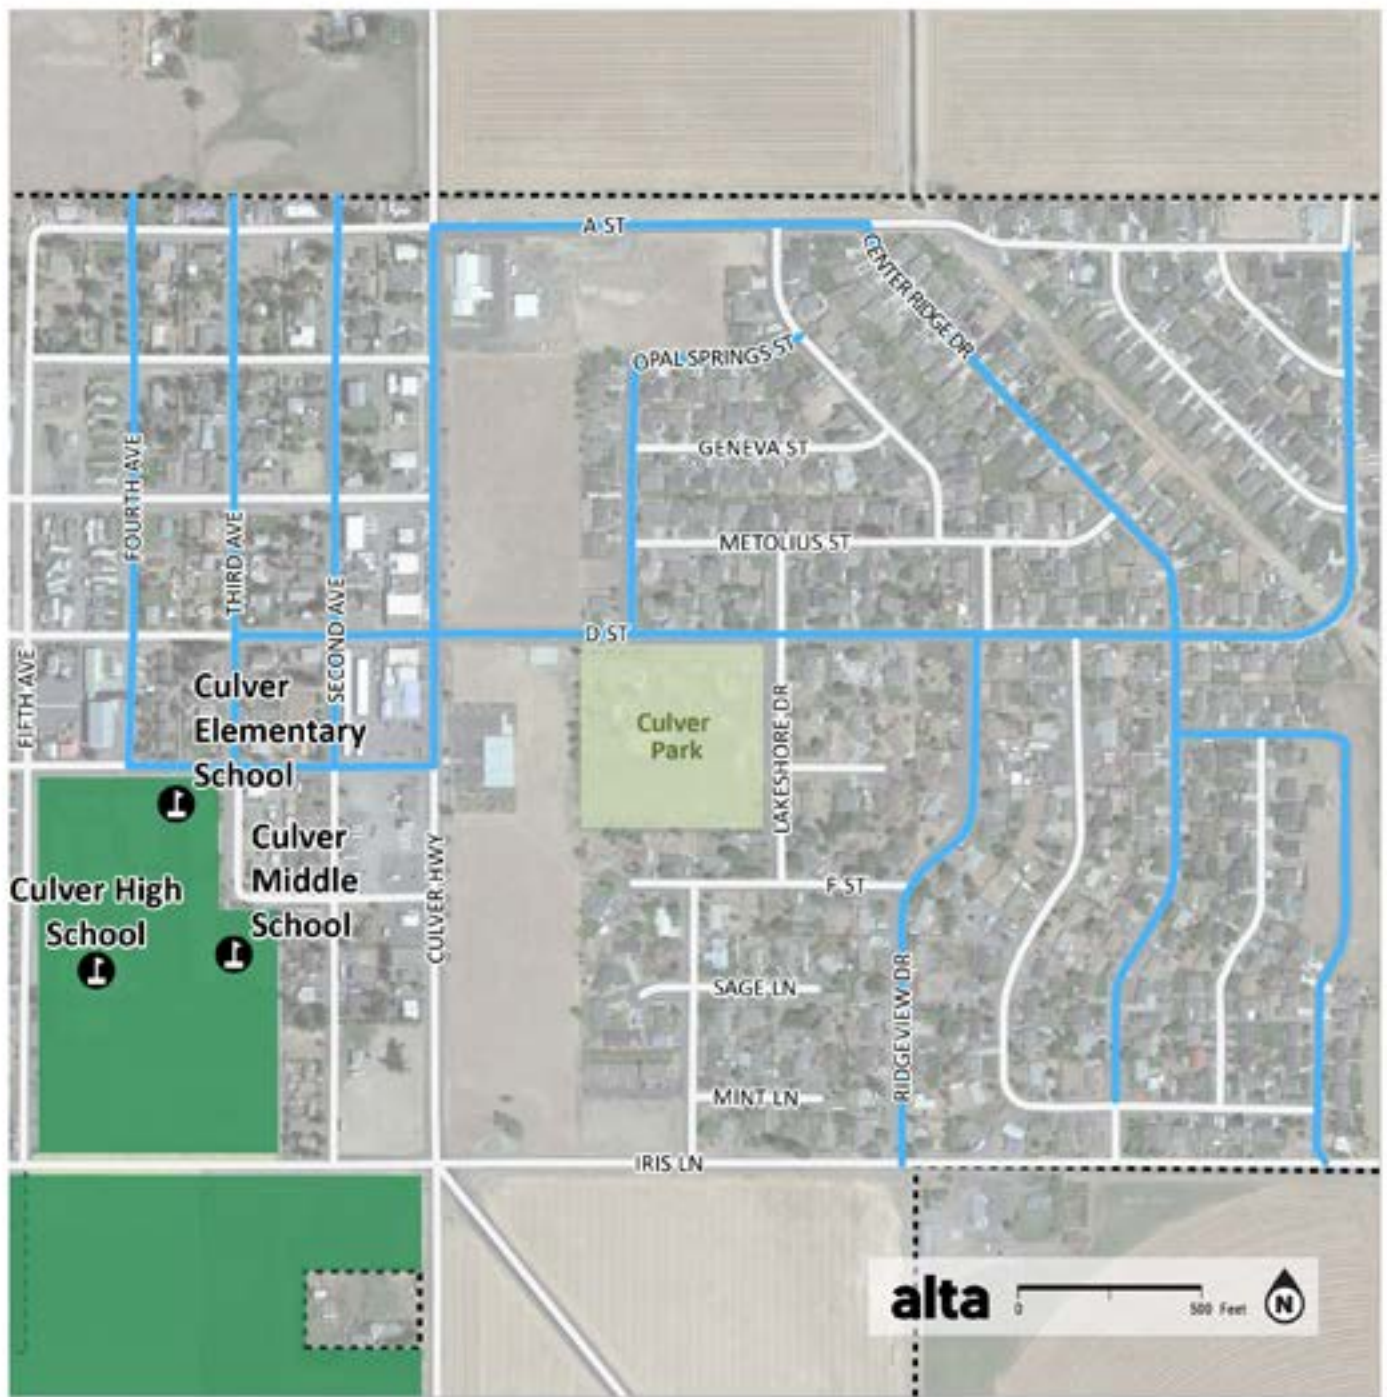 A ST
CENTER RIDGE DR
OPAL SPRINGS ST
GENEVA ST
FOURTH AVE
THIRD AVE
METOLIUS ST
SECOND AVE
D ST
FIFTH AVE
Culver
Elementary
School
Culver
Park
LAKESHORE DR
Culver
Middle
School
CULVER HWY
Culver High
School
F ST
SAGE LN
RIDGEVIEW DR
MINT LN
IRIS LN
alta
0
500 Feet
N